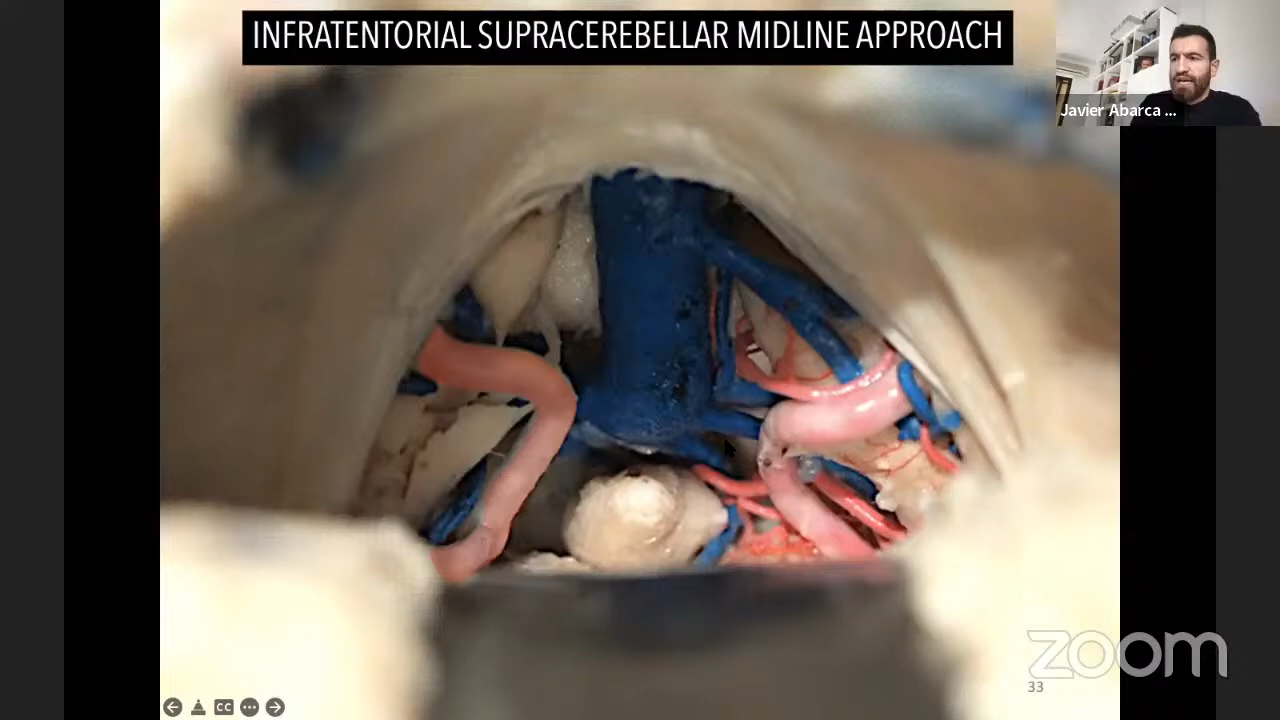 INFRATENTORIAL SUPRACEREBELLAR MIDLINE APPROACH
Javier Abarca ...
zoom
33
CC